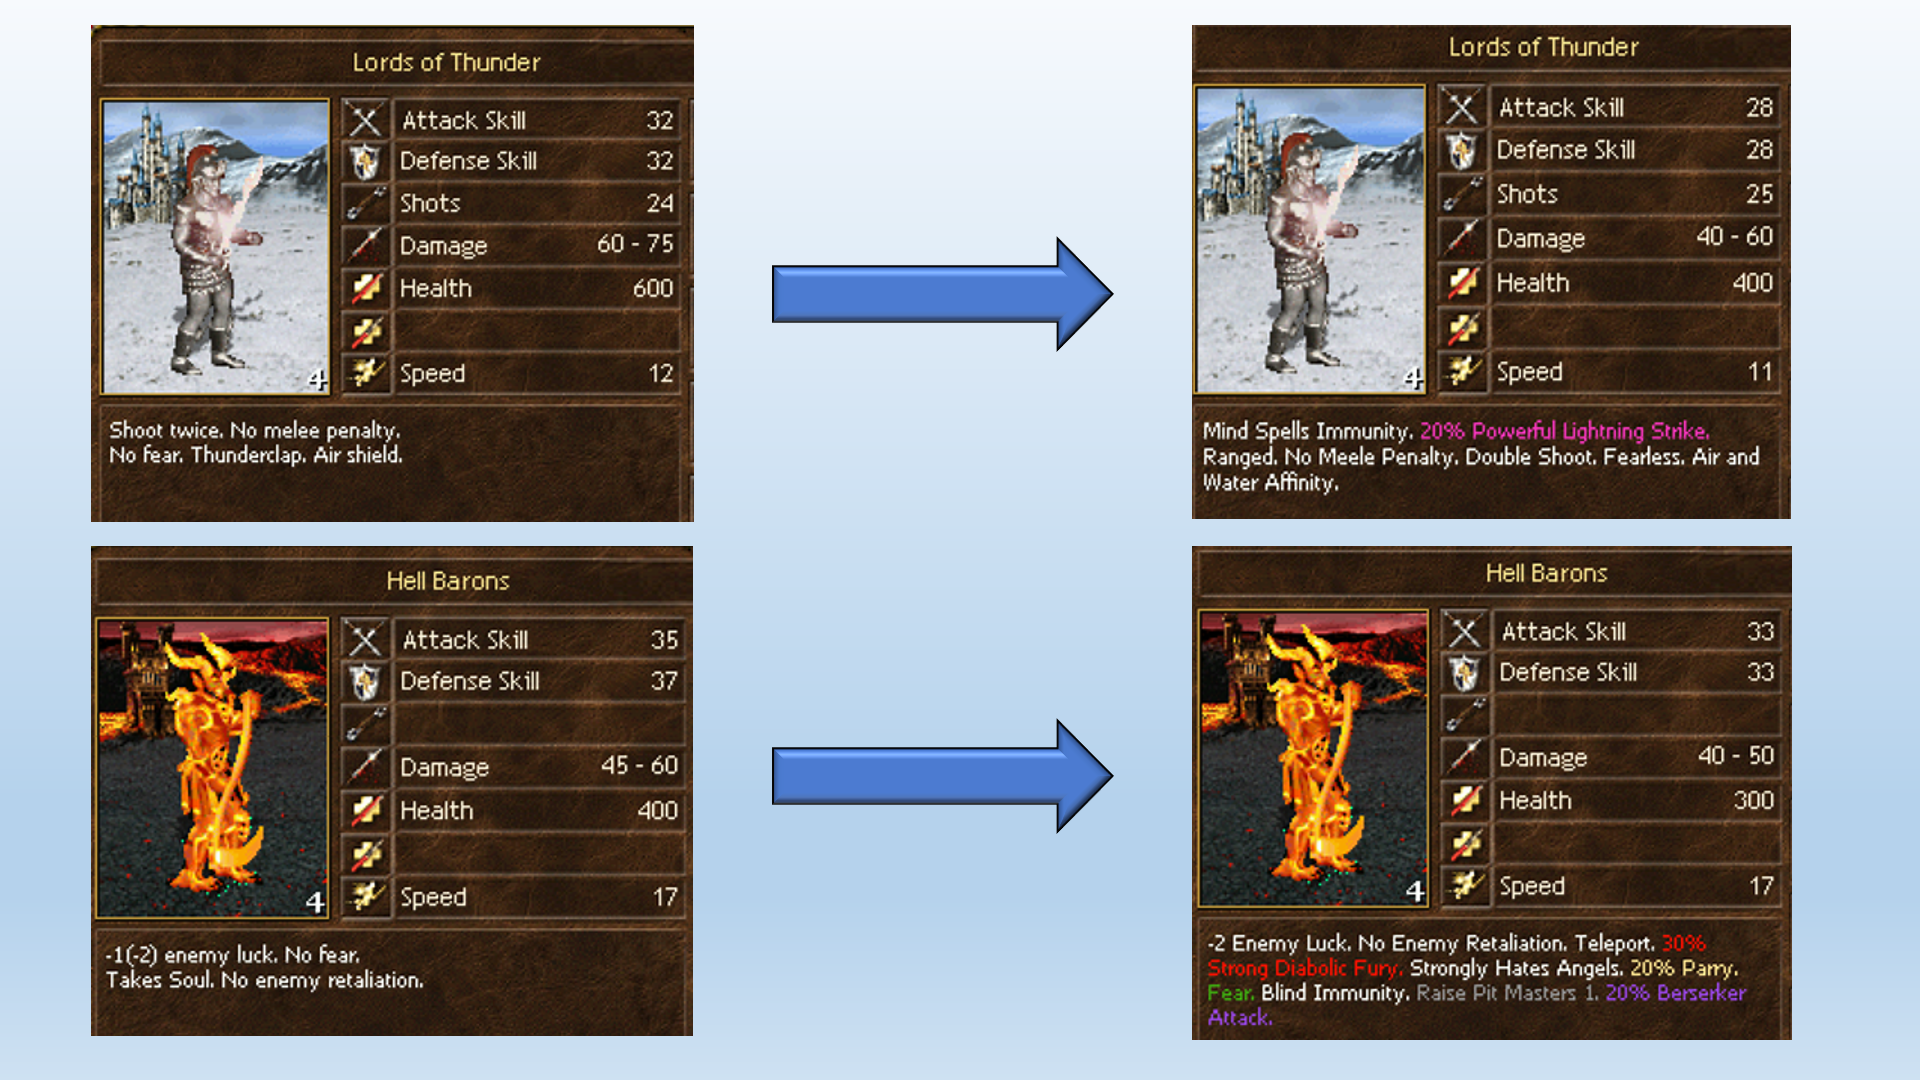 Lords of Thunder
Attack Skill 32
Defense Skill 32
Shots 24
Damage 60 - 75
Health 600
Speed 12
4
Shoot twice. No melee penalty.
No fear. Thunderclap. Air shield.
Lords of Thunder
Attack Skill 28
Defense Skill 28
Shots 25
Damage 40 - 60
Health 400
Speed 11
4
Mind Spells Immunity. 20% Powerful Lightning Strike.
Ranged. No Meele Penalty. Double Shoot. Fearless. Air and
Water Affinity.
Hell Barons
Attack Skill 35
Defense Skill 37
Damage 45 - 60
Health 400
Speed 17
4
-1(-2) enemy luck. No fear.
Takes Soul. No enemy retaliation.
Hell Barons
Attack Skill 33
Defense Skill 33
Damage 40 - 50
Health 300
Speed 17
4
-2 Enemy Luck. No Enemy Retaliation. Teleport. 30%
Strong Diabolic Fury. Strongly Hates Angels. 20% Parry.
Fear. Blind Immunity. Raise Pit Masters 1. 20% Berserker
Attack.